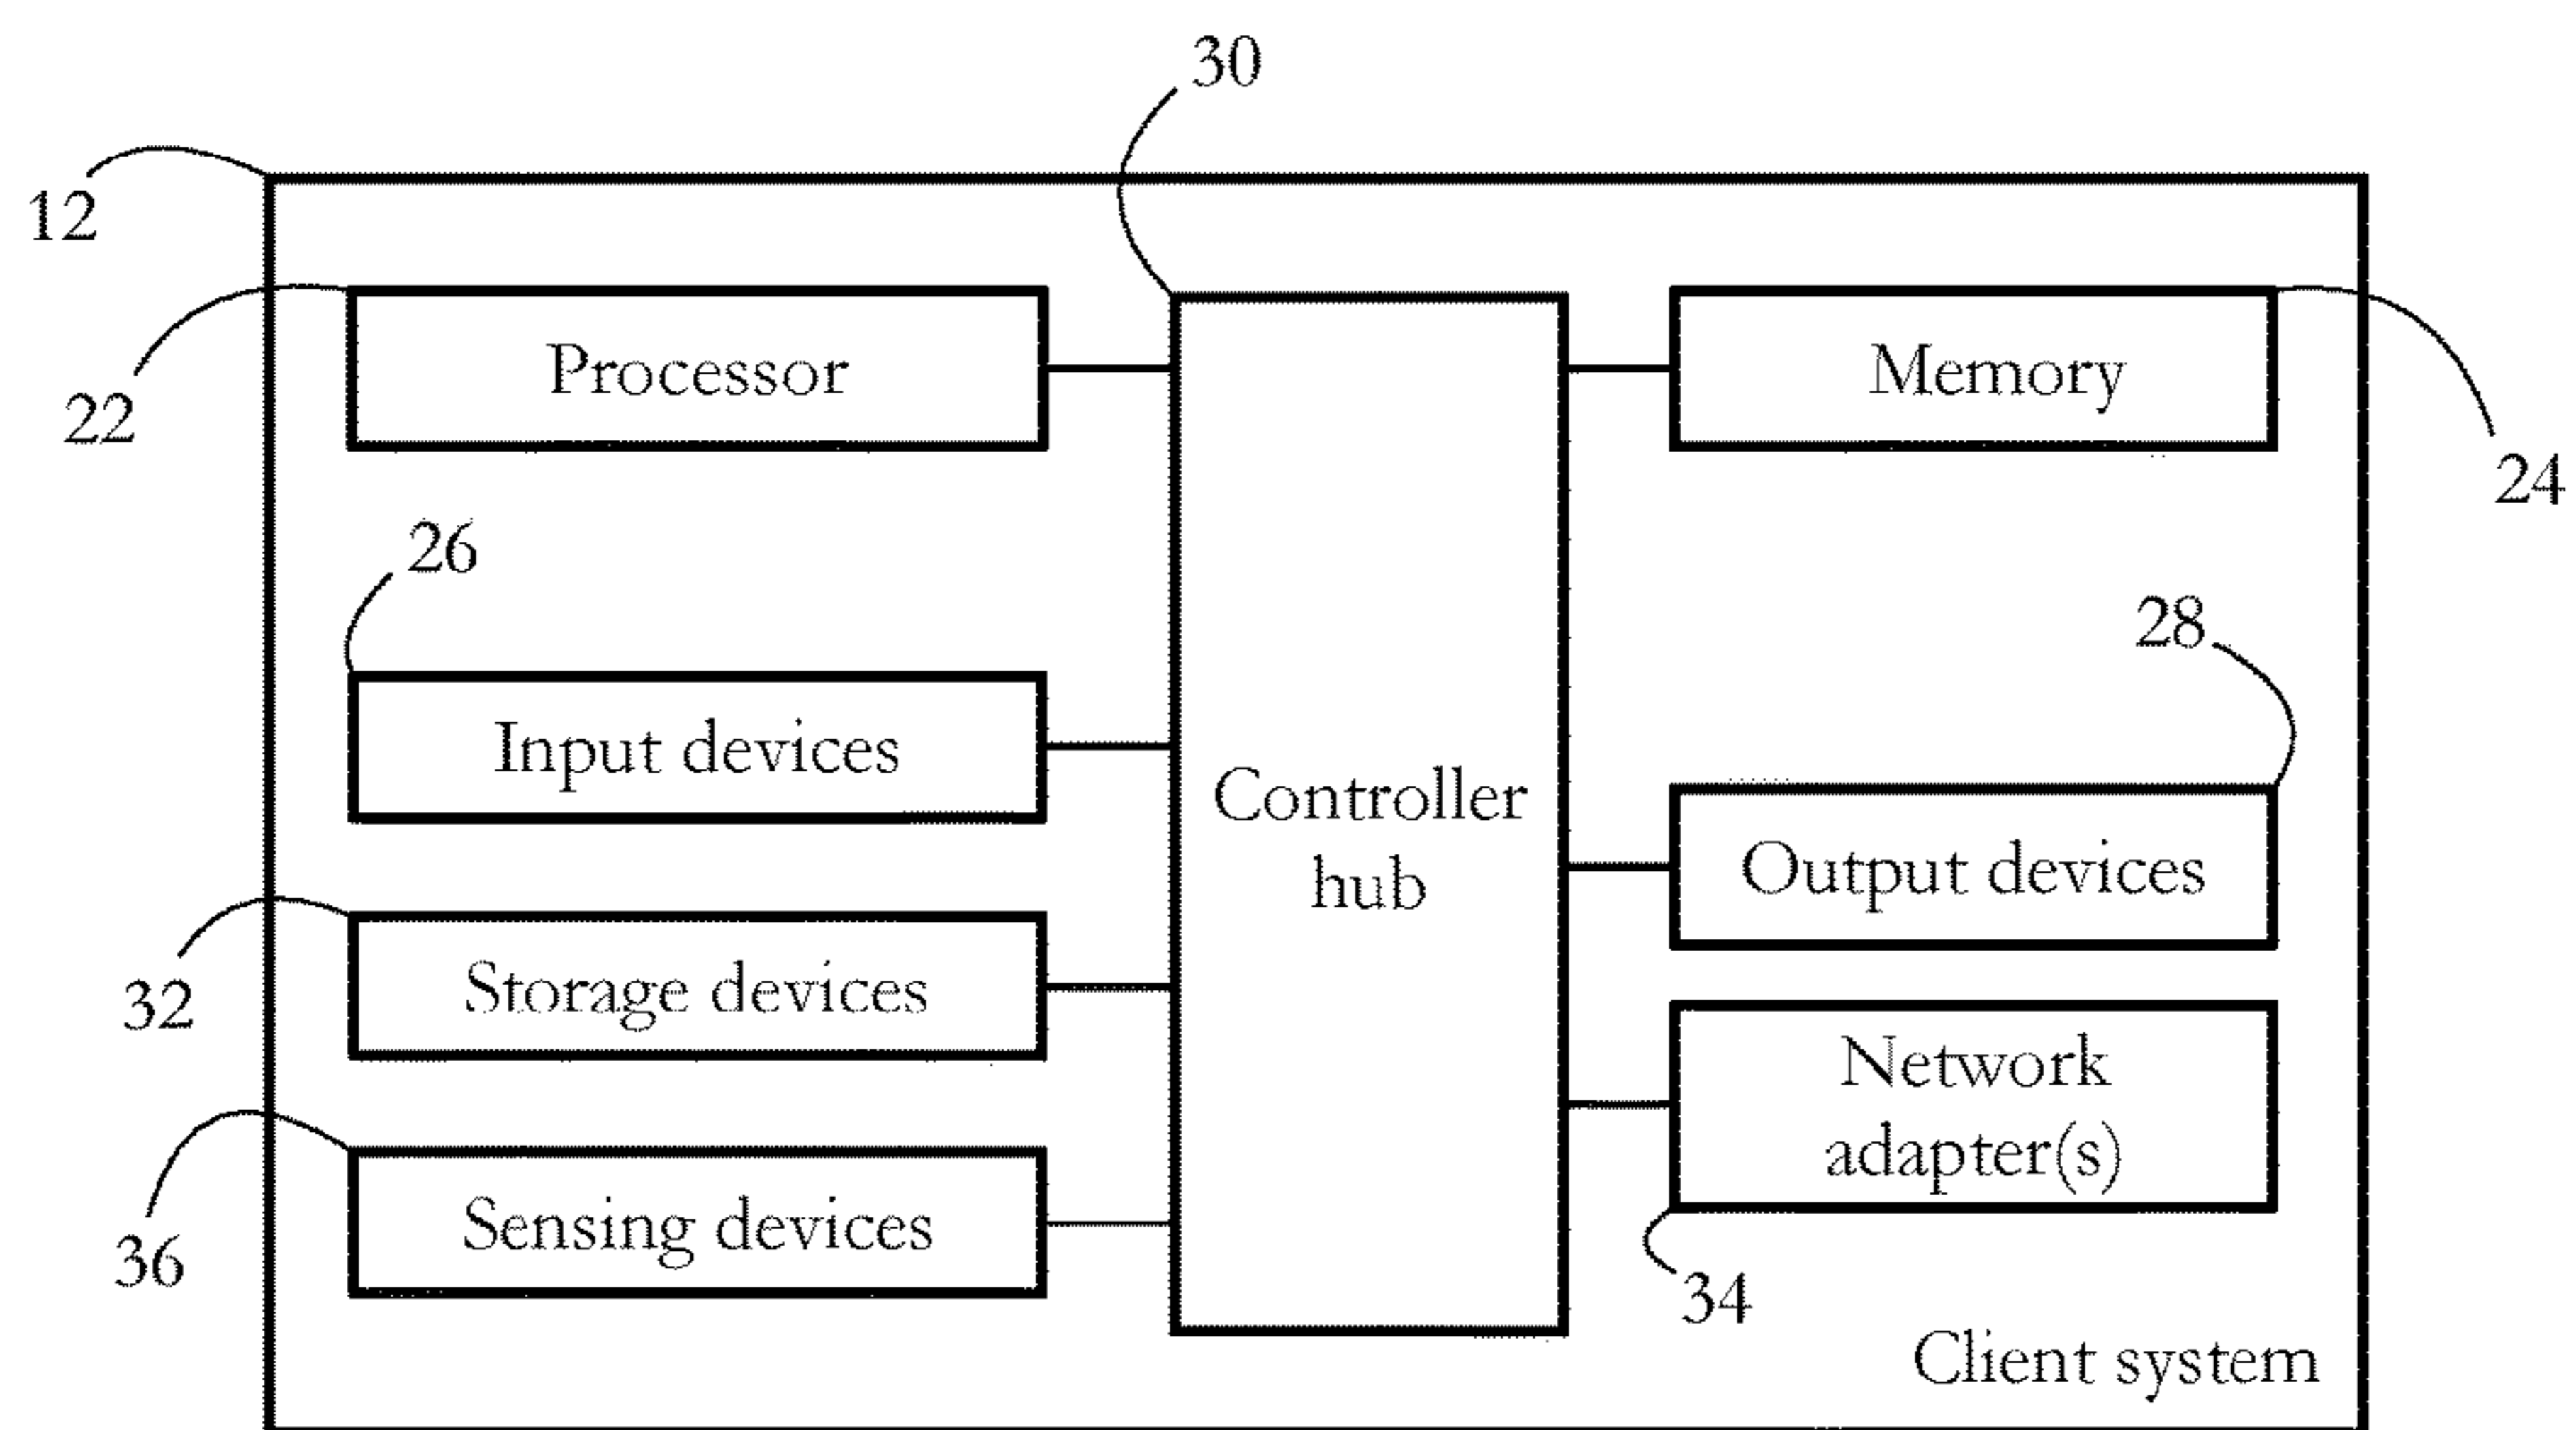 30
12
22
Processor
Memory
24
26
28
Input devices
Controller
hub
Output devices
32
Storage devices
Network
adapter(s)
36
Sensing devices
34
Client system